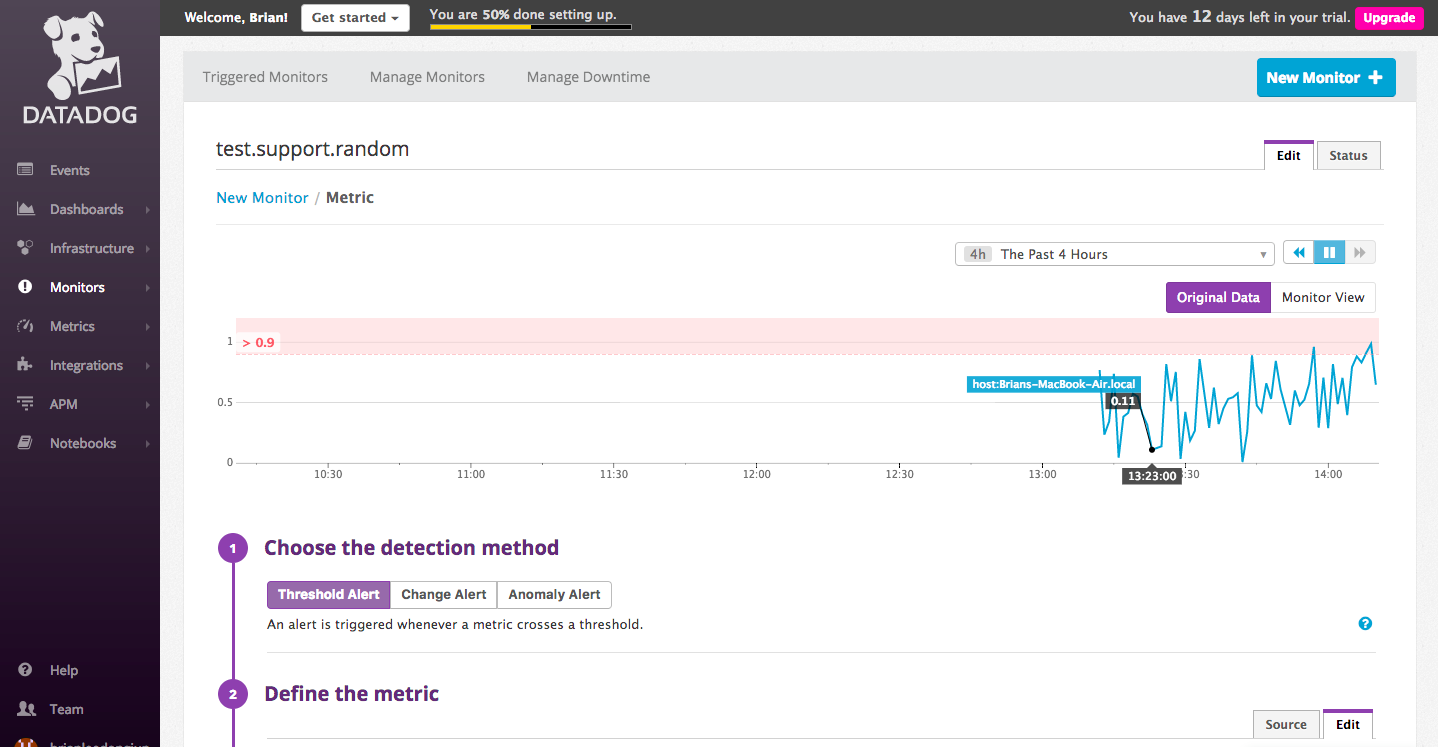 Welcome, Brian!
Get started
You are 50% done setting up.
You have 12 days left in your trial.
Upgrade
DATADOG
Events
Dashboards
Infrastructure
Monitors
Metrics
Integrations
APM
Notebooks
Help
Team
Triggered Monitors
Manage Monitors
Manage Downtime
New Monitor +
test.support.random
Edit
Status
New Monitor / Metric
4h The Past 4 Hours
Original Data
Monitor View
1
> 0.9
host:Brians-MacBook-Air.local
0.11
0.5
0
10:30
11:00
11:30
12:00
12:30
13:00
13:23:00
:30
14:00
1 Choose the detection method
Threshold Alert
Change Alert
Anomaly Alert
An alert is triggered whenever a metric crosses a threshold.
?
2 Define the metric
Source
Edit